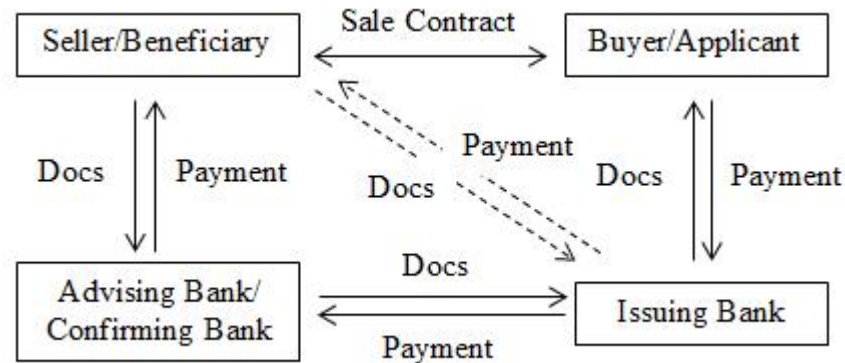 Sale Contract
Seller/Beneficiary
Buyer/Applicant
Docs
Payment
Payment
Docs
Docs
Payment
Docs
Advising Bank/
Confirming Bank
Issuing Bank
Payment